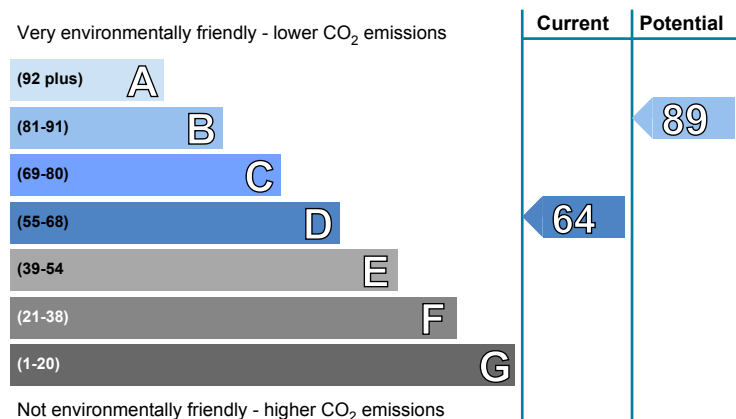 Very environmentally friendly - lower CO₂ emissions
Current
Potential
(92 plus) A
(81-91) B
(69-80) C
(55-68) D
(39-54 E
(21-38) F
(1-20) G
89
64
Not environmentally friendly - higher CO₂ emissions